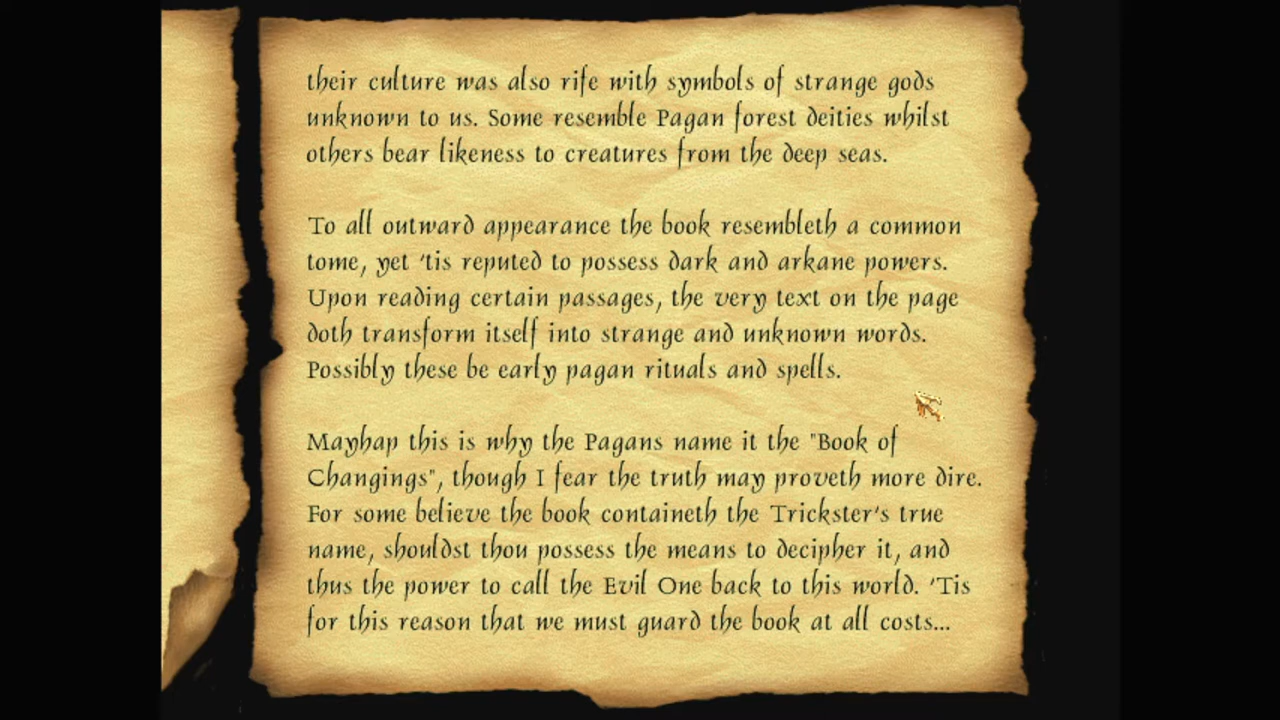 their culture was also rife with symbols of strange gods
unknown to us. Some resemble Pagan forest deities whilst
others bear likeness to creatures from the deep seas.
To all outward appearance the book resembleth a common
tome, yet 'tis reputed to possess dark and arkane powers.
Upon reading certain passages, the very text on the page
doth transform itself into strange and unknown words.
Possibly these be early pagan rituals and spells.
Mayhap this is why the Pagans name it the "Book of
Changings", though I fear the truth may proveth more dire.
For some believe the book containeth the Trickster's true
name, shouldst thou possess the means to decipher it, and
thus the power to call the Evil One back to this world. 'Tis
for this reason that we must guard the book at all costs...